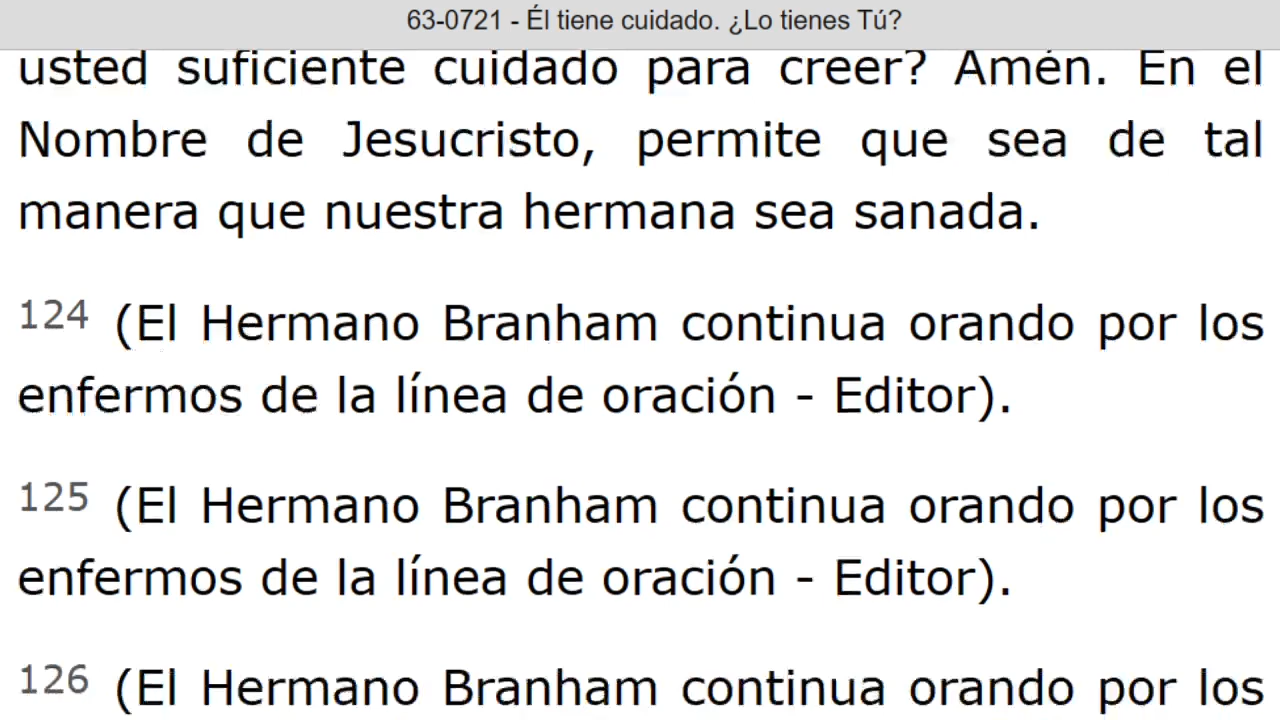 63-0721 - Él tiene cuidado. ¿Lo tienes Tú?
usted suficiente cuidado para creer? Amén. En el
Nombre de Jesucristo, permite que sea de tal
manera que nuestra hermana sea sanada.
124 (El Hermano Branham continua orando por los
enfermos de la línea de oración - Editor).
125 (El Hermano Branham continua orando por los
enfermos de la línea de oración - Editor).
126 (El Hermano Branham continua orando por los